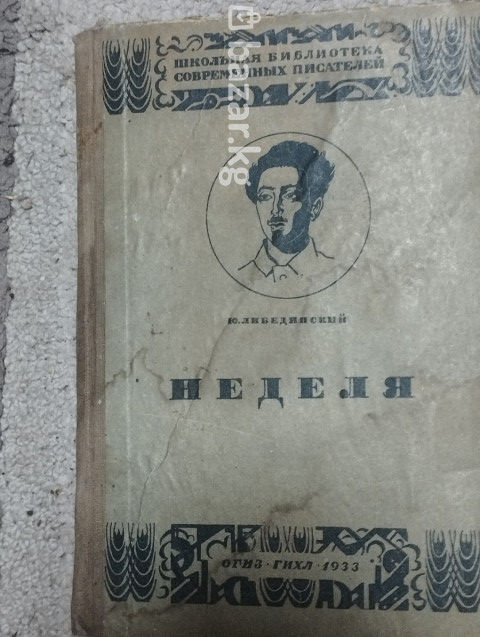 ШКОЛЬНАЯ БИБЛИОТЕКА
СОВРЕМЕННЫХ ПИСАТЕЛЕЙ
Ю. ЛИБЕДИНСКИЙ
НЕДЕЛЯ
ОГИЗ · ГИХЛ · 1933
bazar.kg